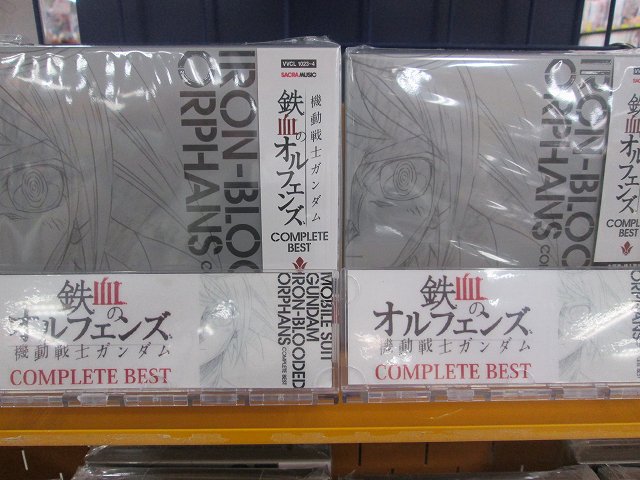 IRON-BLOO
ORPHANS
CO
VVCL 1023~4
SACRA MUSIC
機動戦士ガンダム
鉄血の
オルフェンズ
COMPLETE
BEST
鉄血の
オルフェンズ
機動戦士ガンダム
COMPLETE BEST
MOBILE SUIT
GUNDAM
IRON-BLOODED
ORPHANS
COMPLETE BEST
IRON-BLOO
ORPHANS
CO
鉄血の
オルフェンズ
COMPLETE
BEST
鉄血の
オルフェンズ
機動戦士ガンダム
COMPLETE BEST